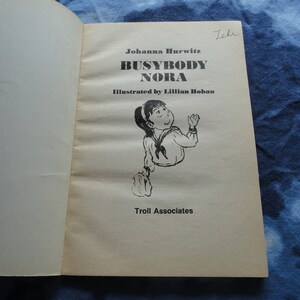 Johanna Hurwitz
BUSYBODY
NORA
Illustrated by Lillian Hoban
Troll Associates